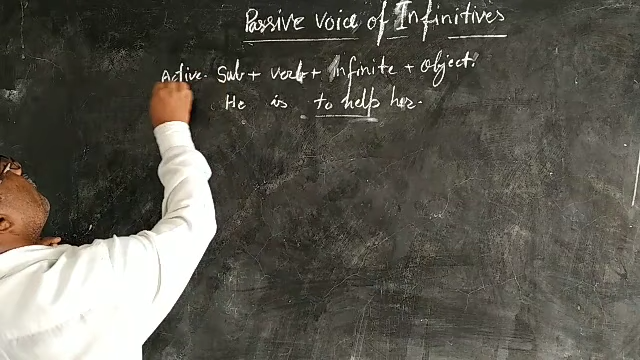 Passive voice of Infinitives
Active. Sub + verb + Infinite + object.
He is to help her.